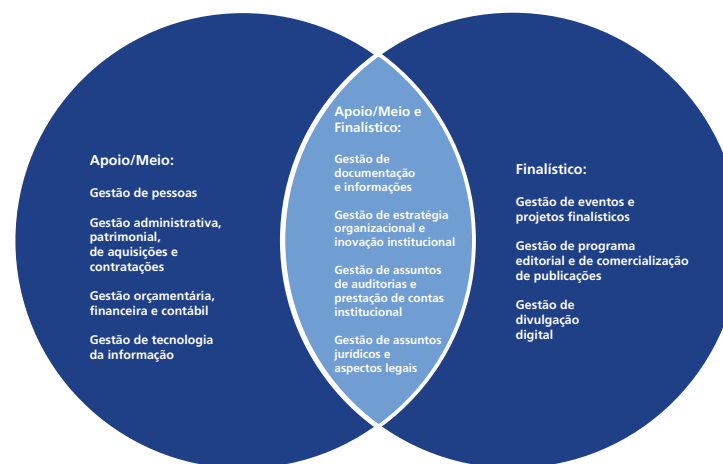 Apoio/Meio:
Gestão de pessoas
Gestão administrativa,
patrimonial,
de aquisições e
contratações
Gestão orçamentária,
financeira e contábil
Gestão de tecnologia
da informação
Apoio/Meio e
Finalístico:
Gestão de
documentação
e informações
Gestão de estratégia
organizacional e
inovação institucional
Gestão de assuntos
de auditorias e
prestação de contas
institucional
Gestão de assuntos
jurídicos e
aspectos legais
Finalístico:
Gestão de eventos e
projetos finalísticos
Gestão de programa
editorial e de comercialização
de publicações
Gestão de
divulgação
digital